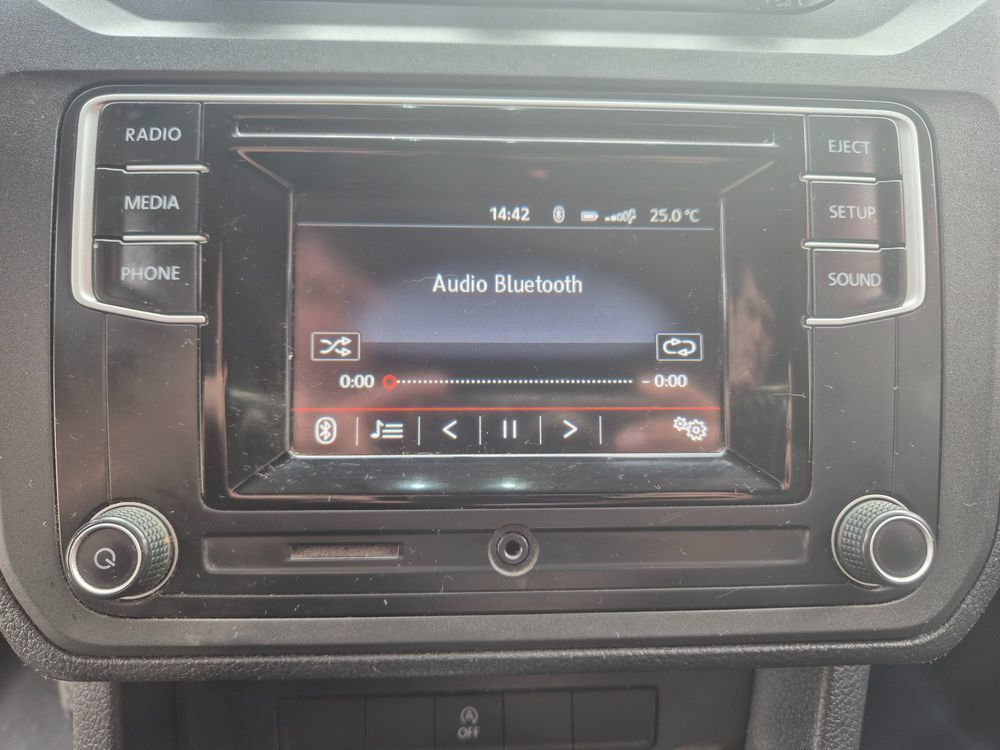 RADIO
MEDIA
PHONE
EJECT
SETUP
SOUND
14:42 25.0 °C
Audio Bluetooth
0:00 - 0:00
A
OFF